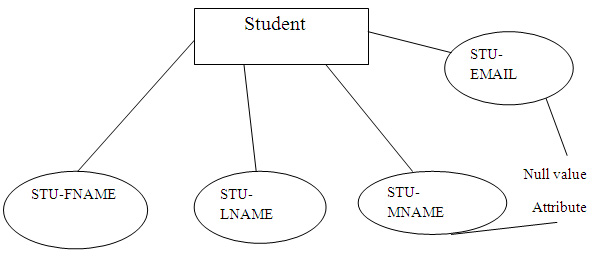 Student
STU-
EMAIL
STU-FNAME
STU-
LNAME
STU-
MNAME
Null value
Attribute